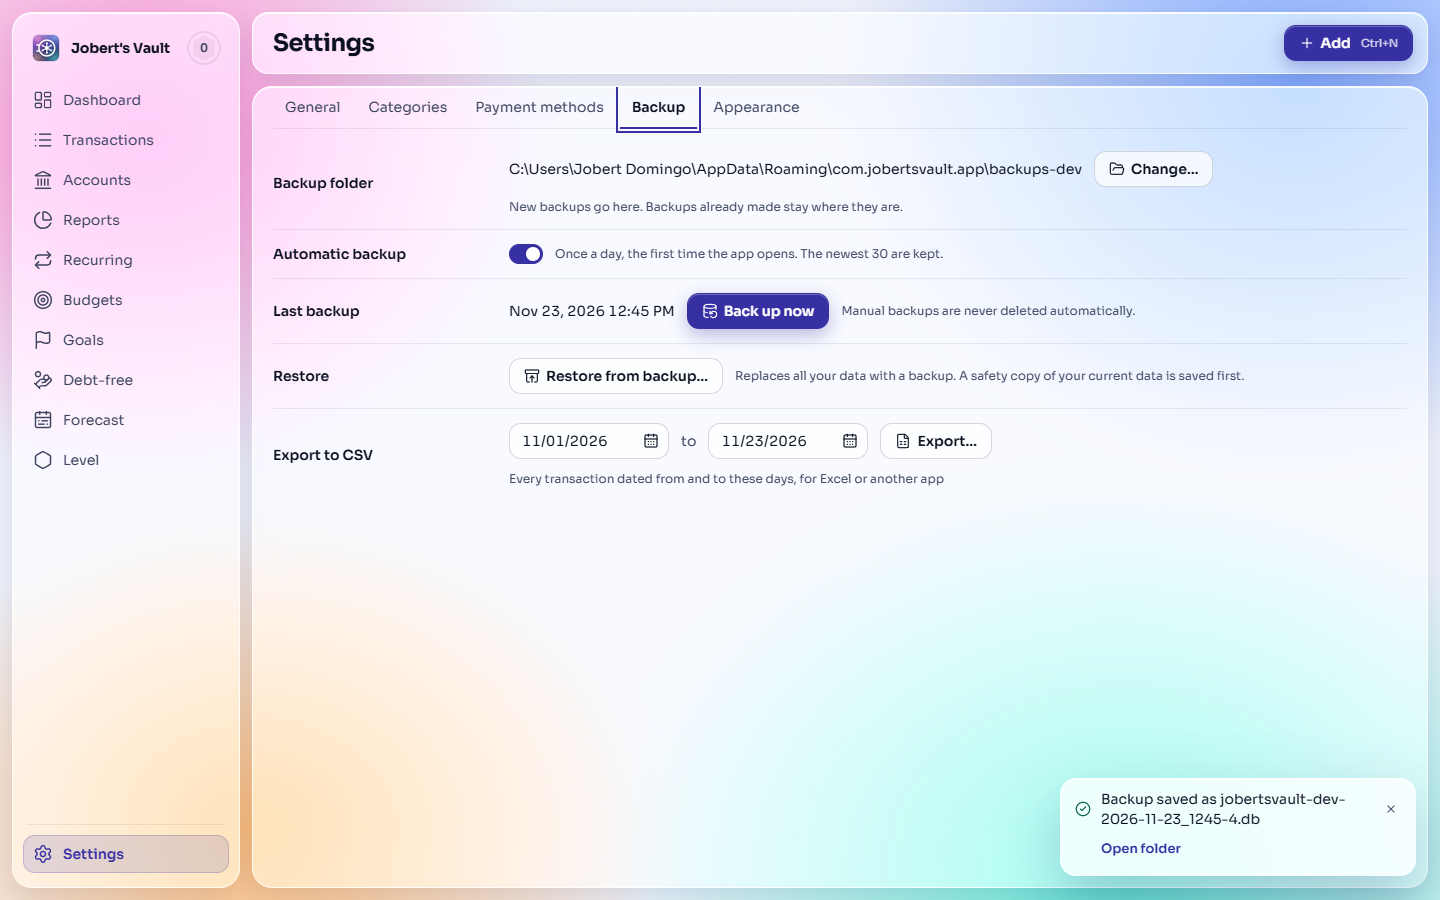 Jobert's Vault
0
Dashboard
Transactions
Accounts
Reports
Recurring
Budgets
Goals
Debt-free
Forecast
Level
Settings
Settings
Add Ctrl+N
General Categories Payment methods Backup Appearance
Backup folder
C:\Users\Jobert Domingo\AppData\Roaming\com.jobertsvault.app\backups-dev Change...
New backups go here. Backups already made stay where they are.
Automatic backup Once a day, the first time the app opens. The newest 30 are kept.
Last backup Nov 23, 2026 12:45 PM Back up now Manual backups are never deleted automatically.
Restore Restore from backup... Replaces all your data with a backup. A safety copy of your current data is saved first.
Export to CSV
11/01/2026 to 11/23/2026 Export...
Every transaction dated from and to these days, for Excel or another app
Backup saved as jobertsvault-dev-
2026-11-23_1245-4.db
Open folder